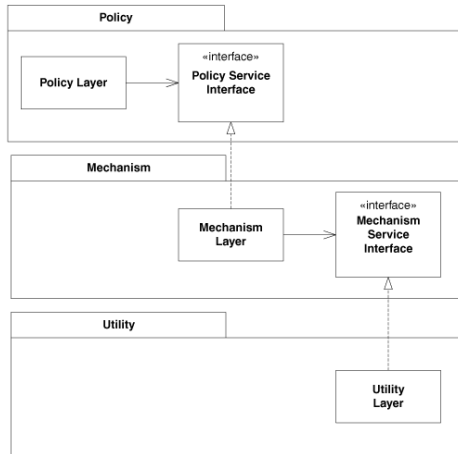 Policy
Policy Layer
«interface»
Policy Service
Interface
Mechanism
Mechanism
Layer
«interface»
Mechanism
Service
Interface
Utility
Utility
Layer